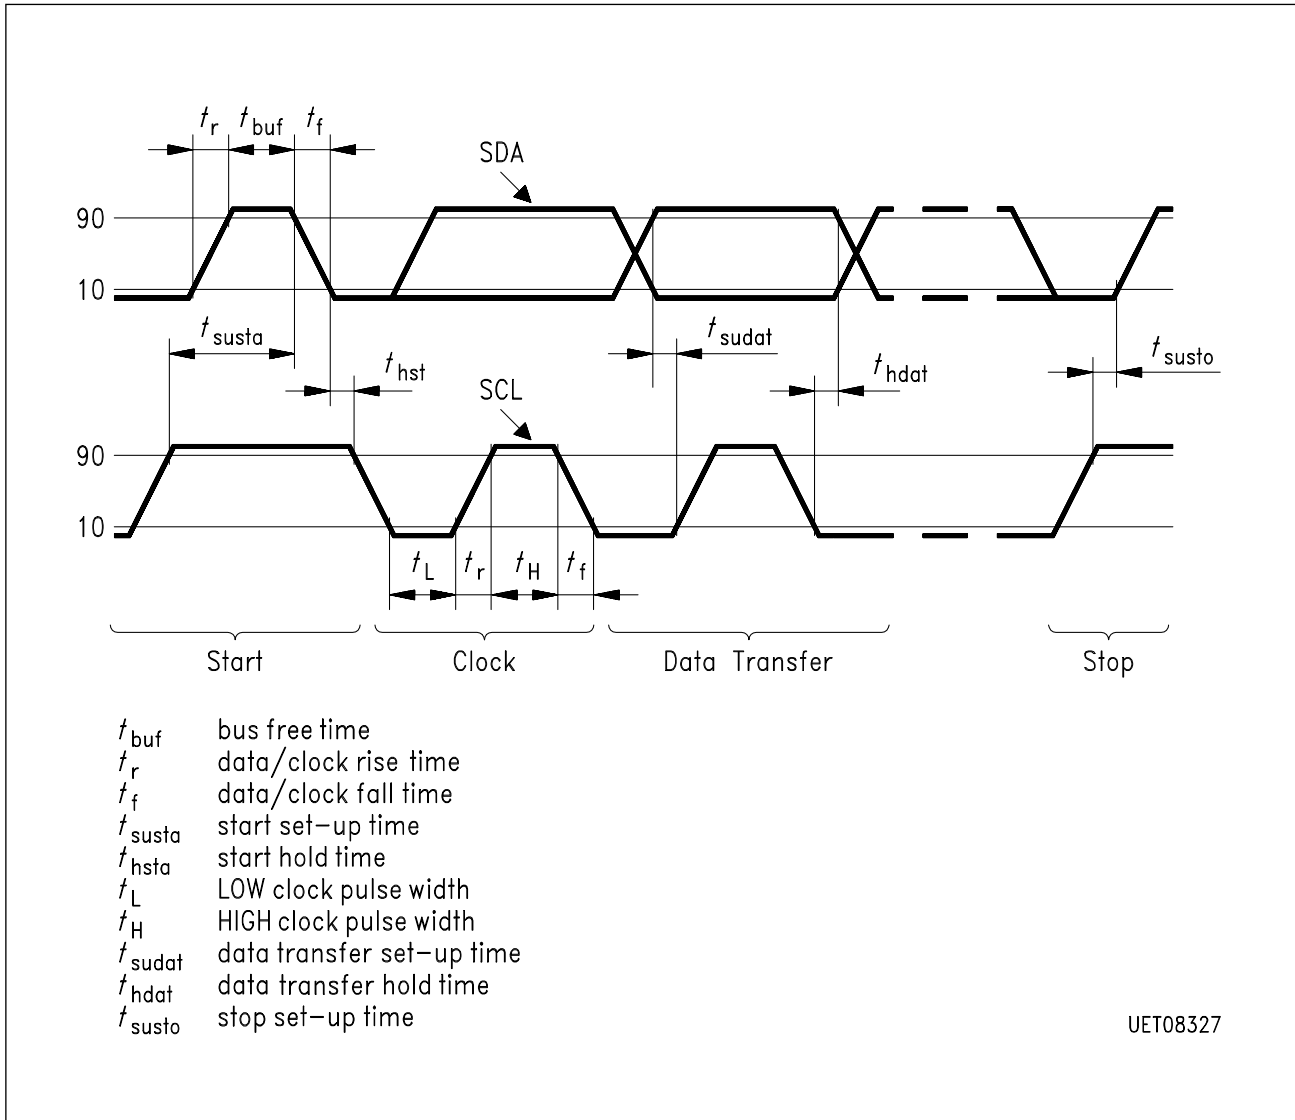 tr tbuf tf
SDA
90
10
tsusta
tsudat
thst
thdat
tsusto
SCL
90
10
tL tr tH tf
Start Clock Data Transfer Stop
tbuf bus free time
tr data/clock rise time
tf data/clock fall time
tsusta start set-up time
thsta start hold time
tL LOW clock pulse width
tH HIGH clock pulse width
tsudat data transfer set-up time
thdat data transfer hold time
tsusto stop set-up time
UET08327